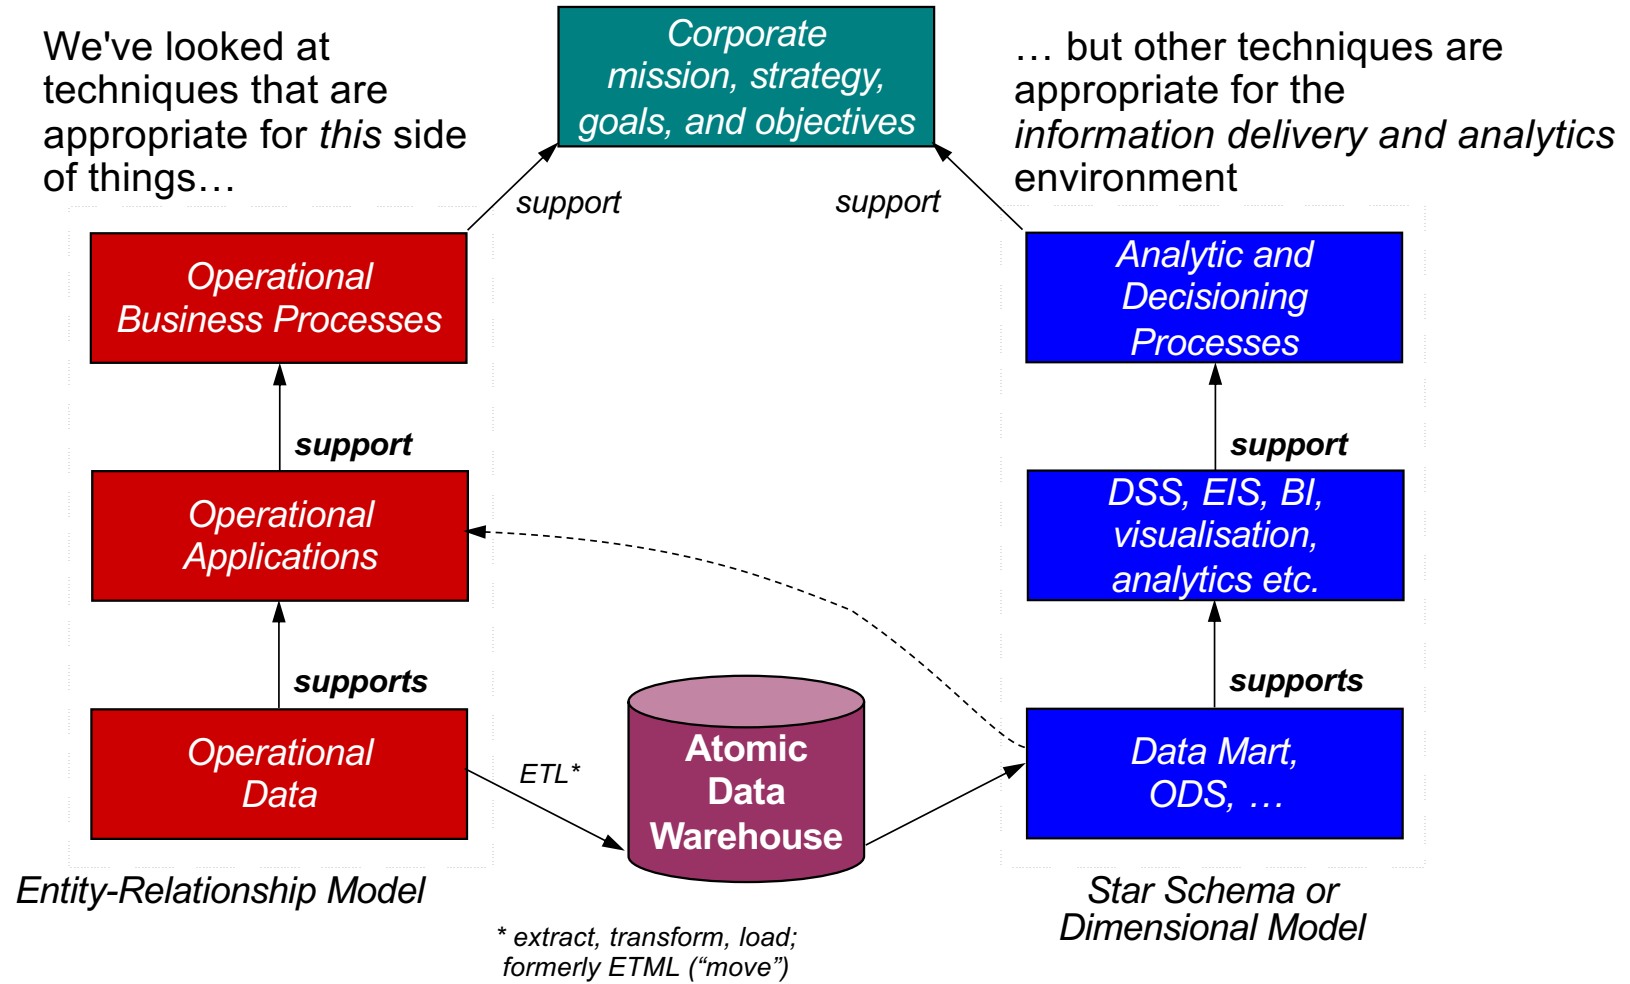 We've looked at
techniques that are
appropriate for this side
of things…
Corporate
mission, strategy,
goals, and objectives
… but other techniques are
appropriate for the
information delivery and analytics
environment
support
support
Operational
Business Processes
Analytic and
Decisioning
Processes
support
support
Operational
Applications
DSS, EIS, BI,
visualisation,
analytics etc.
supports
supports
Operational
Data
ETL*
Atomic
Data
Warehouse
Data Mart,
ODS, …
Entity-Relationship Model
Star Schema or
Dimensional Model
* extract, transform, load;
formerly ETML (“move”)